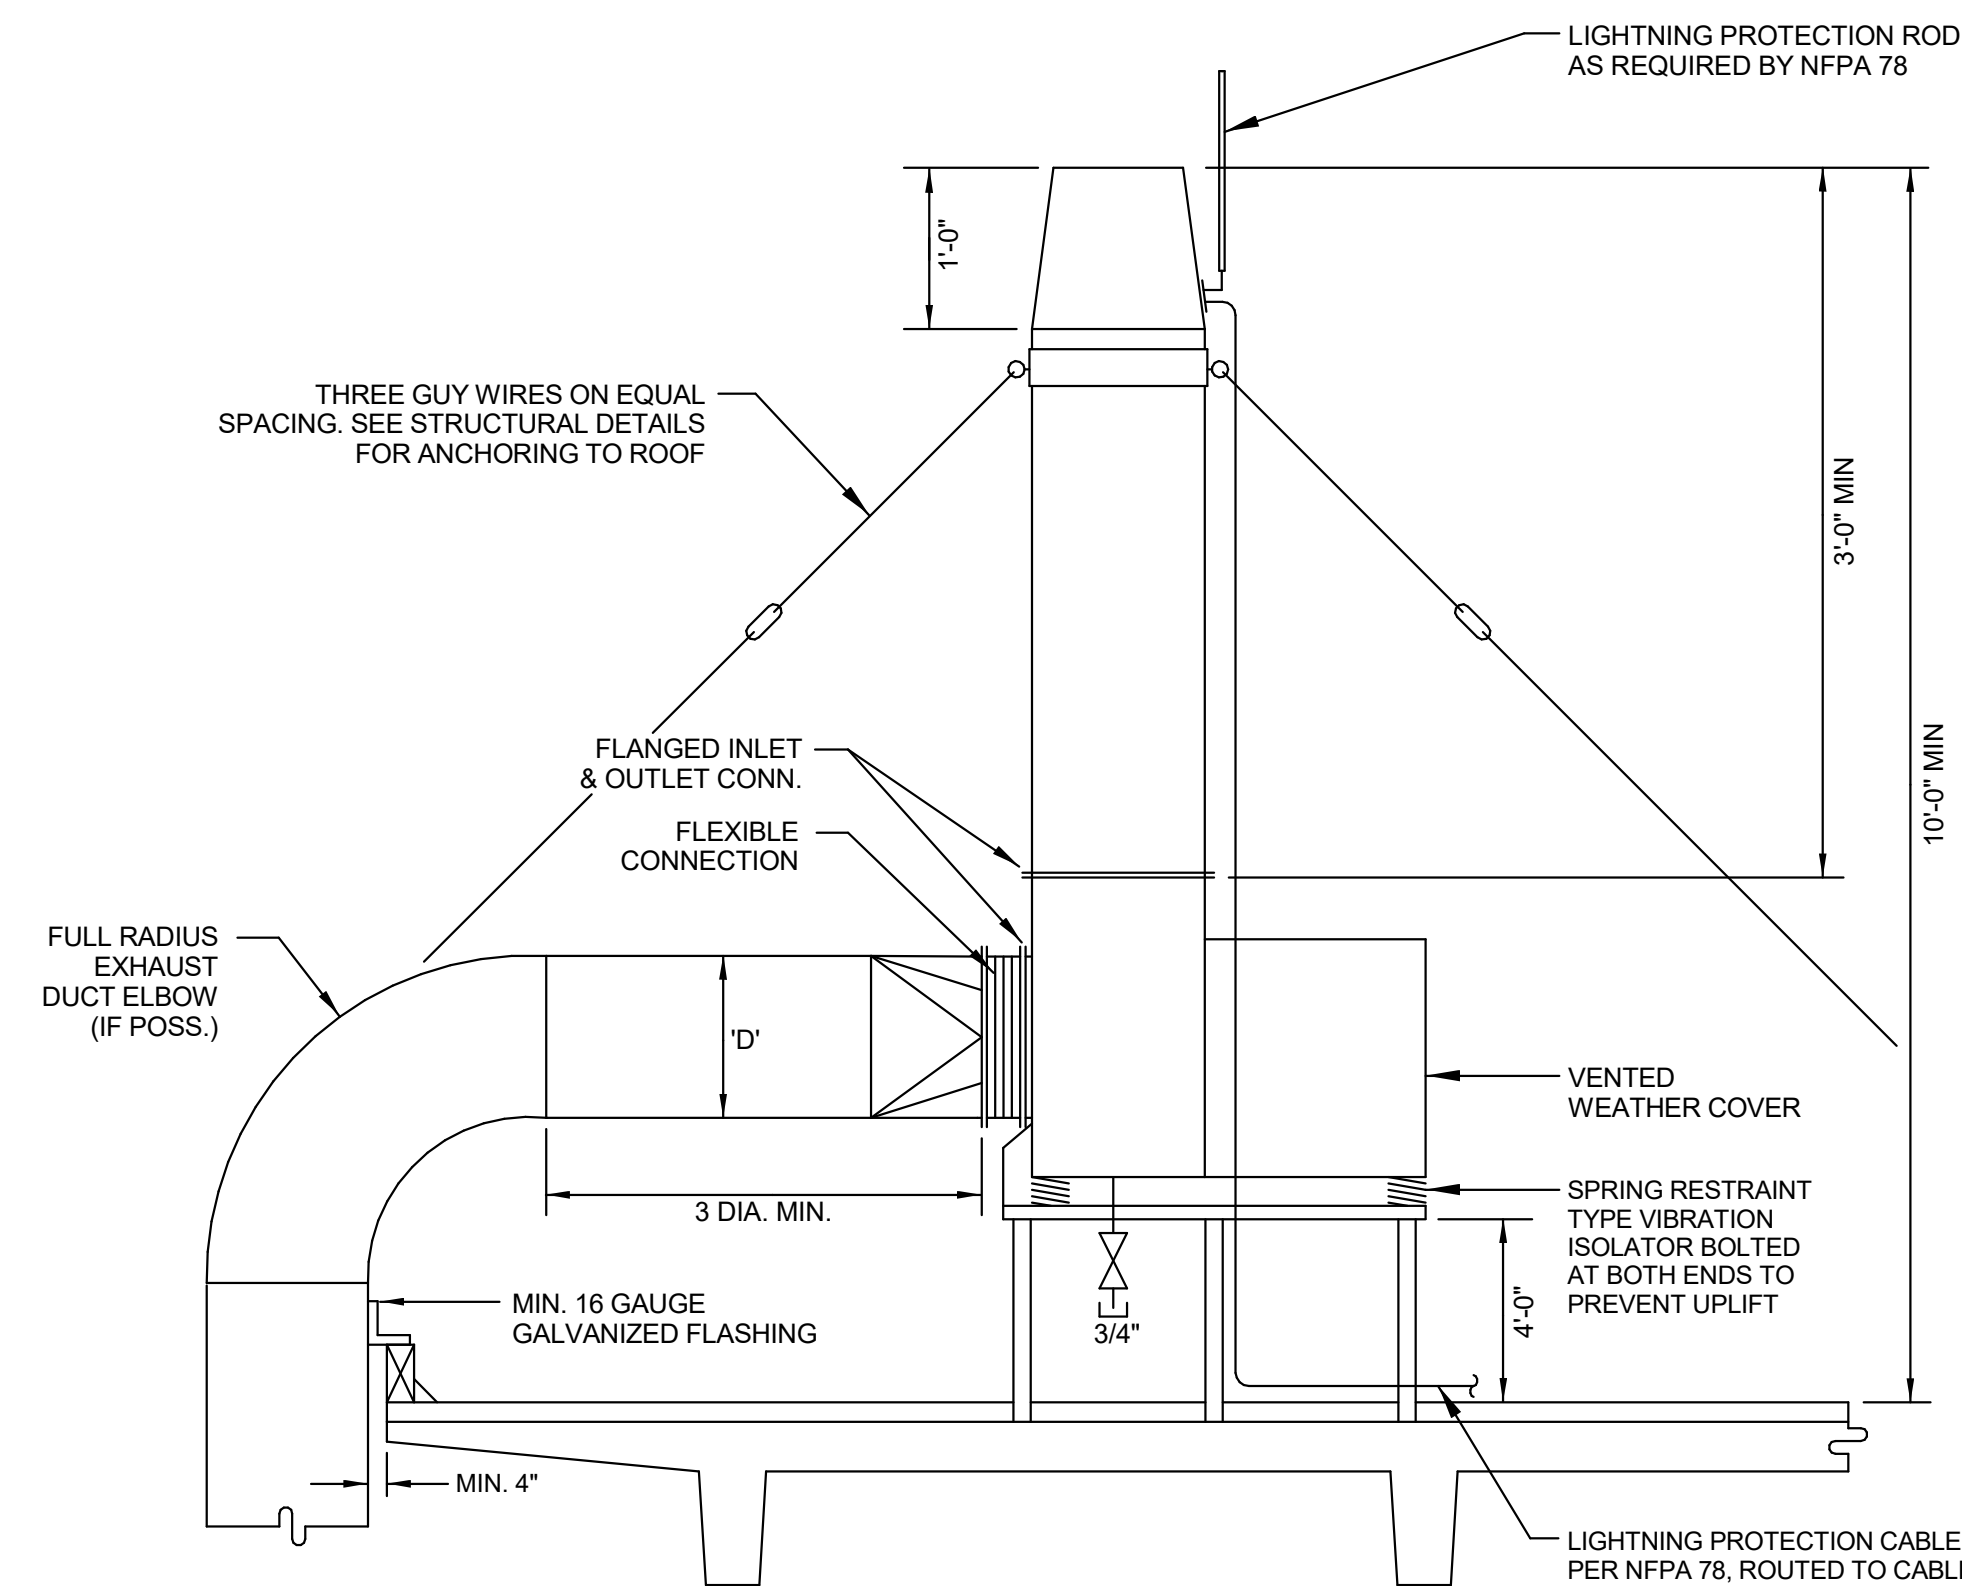 LIGHTNING PROTECTION ROD
AS REQUIRED BY NFPA 78
1'-0"
THREE GUY WIRES ON EQUAL
SPACING. SEE STRUCTURAL DETAILS
FOR ANCHORING TO ROOF
3'-0" MIN
10'-0" MIN
FLANGED INLET
& OUTLET CONN.
FLEXIBLE
CONNECTION
FULL RADIUS
EXHAUST
DUCT ELBOW
(IF POSS.)
'D'
VENTED
WEATHER COVER
3 DIA. MIN.
SPRING RESTRAINT
TYPE VIBRATION
ISOLATOR BOLTED
AT BOTH ENDS TO
PREVENT UPLIFT
MIN. 16 GAUGE
GALVANIZED FLASHING
3/4"
4'-0"
MIN. 4"
LIGHTNING PROTECTION CABLE
PER NFPA 78, ROUTED TO CABL